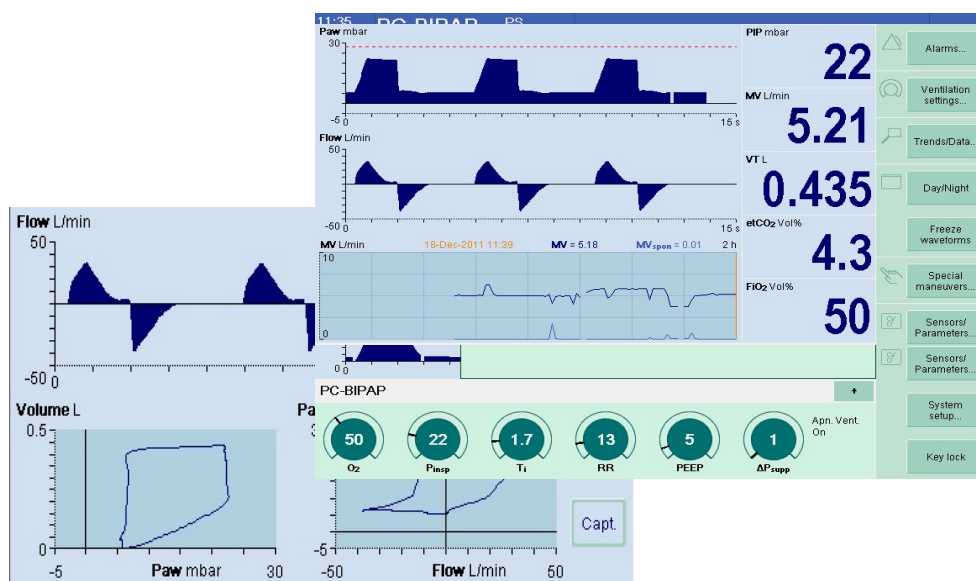 11:35 PC-BIPAP PS
Paw mbar
30
-5 0 15 s
Flow L/min
50
-50 0 15 s
MV L/min 18-Dec-2011 11:39 MV = 5.18 MVspon = 0.01 2 h
10
0
PIP mbar
22
MV L/min
5.21
VT L
0.435
etCO2 Vol%
4.3
FiO2 Vol%
50
Alarms...
Ventilation
settings...
Trends/Data...
Day/Night
Freeze
waveforms
Special
maneuvers...
Sensors/
Parameters...
Sensors/
Parameters...
System
setup...
Key lock
0 0
PC-BIPAP +
50 22 1.7 13 5 1
O2 Pinsp Ti RR PEEP ΔPsupp
Apn. Vent.
On
Flow L/min
50
-50 0
Volume L
0.5
0
-5 Paw mbar 30
Pa
3
-5
-50 Flow L/min 50
Capt.